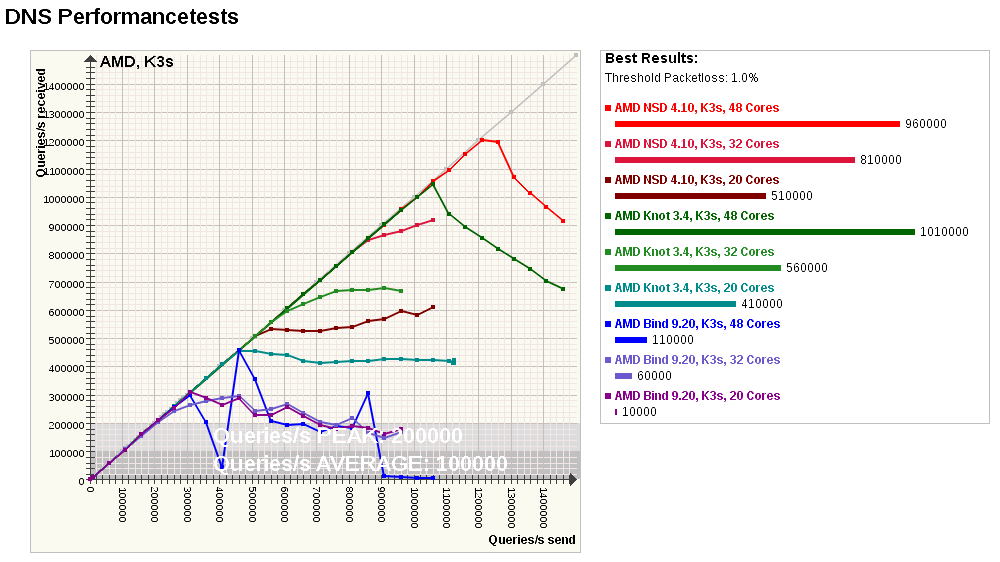 DNS Performancetests
AMD, K3s
Queries/s received
1400000
1300000
1200000
1100000
1000000
900000
800000
700000
600000
500000
400000
300000
200000
100000
0
Queries/s PEAK: 200000
Queries/s AVERAGE: 100000
0
100000
200000
300000
400000
500000
600000
700000
800000
900000
1000000
1100000
1200000
1300000
1400000
Queries/s send
Best Results:
Threshold Packetloss: 1.0%
AMD NSD 4.10, K3s, 48 Cores
960000
AMD NSD 4.10, K3s, 32 Cores
810000
AMD NSD 4.10, K3s, 20 Cores
510000
AMD Knot 3.4, K3s, 48 Cores
1010000
AMD Knot 3.4, K3s, 32 Cores
560000
AMD Knot 3.4, K3s, 20 Cores
410000
AMD Bind 9.20, K3s, 48 Cores
110000
AMD Bind 9.20, K3s, 32 Cores
60000
AMD Bind 9.20, K3s, 20 Cores
10000